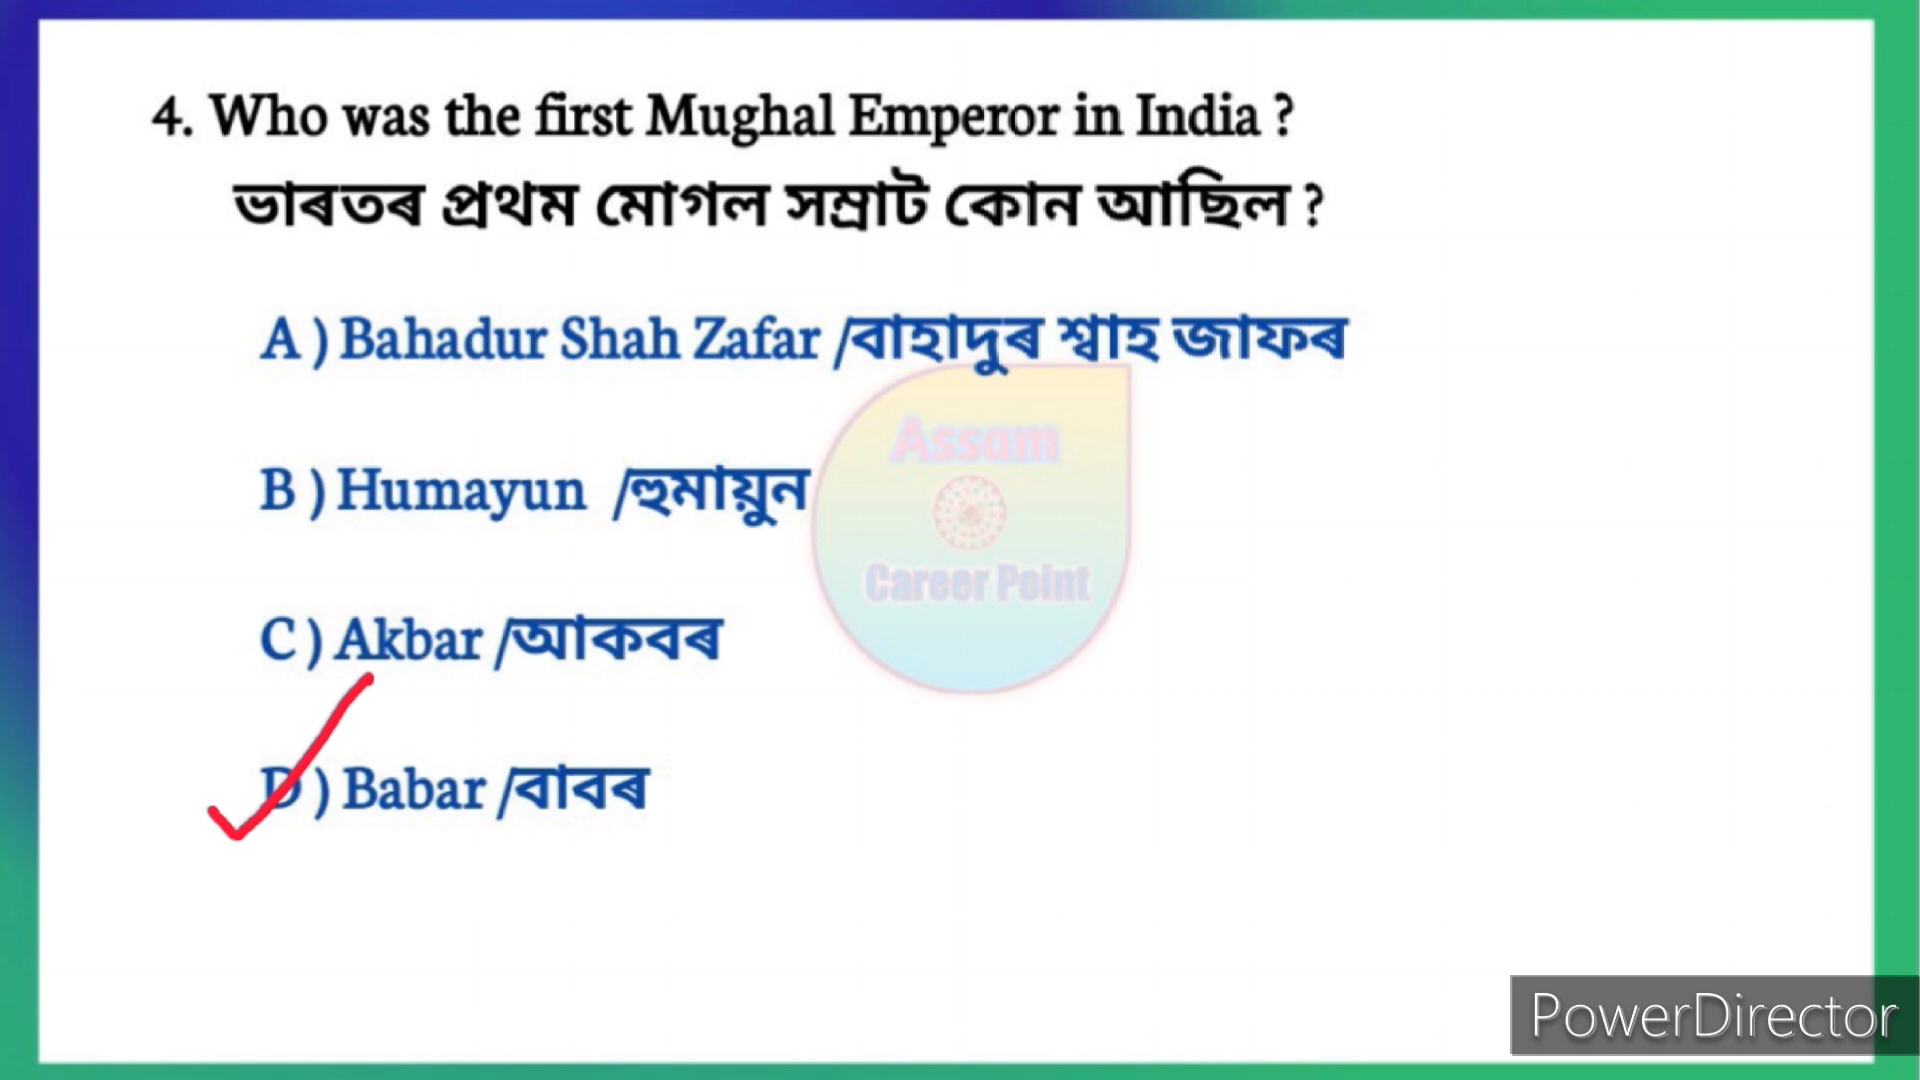 4. Who was the first Mughal Emperor in India ?
ভাৰতৰ প্ৰথম মোগল সম্ৰাট কোন আছিল ?
A ) Bahadur Shah Zafar /বাহাদুৰ শ্বাহ জাফৰ
B ) Humayun /হুমায়ুন
C ) Akbar /আকবৰ
D ) Babar /বাবৰ
Assam
Career Point
PowerDirector